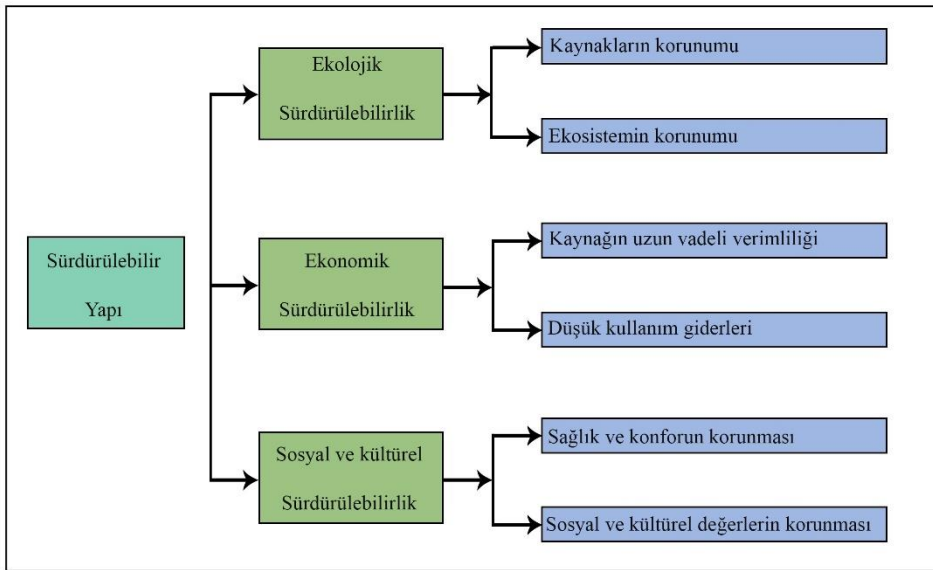 Sürdürülebilir
Yapı
Ekolojik
Sürdürülebilirlik
Kaynakların korunumu
Ekosistemin korunumu
Ekonomik
Sürdürülebilirlik
Kaynağın uzun vadeli verimliliği
Düşük kullanım giderleri
Sosyal ve kültürel
Sürdürülebilirlik
Sağlık ve konforun korunması
Sosyal ve kültürel değerlerin korunması